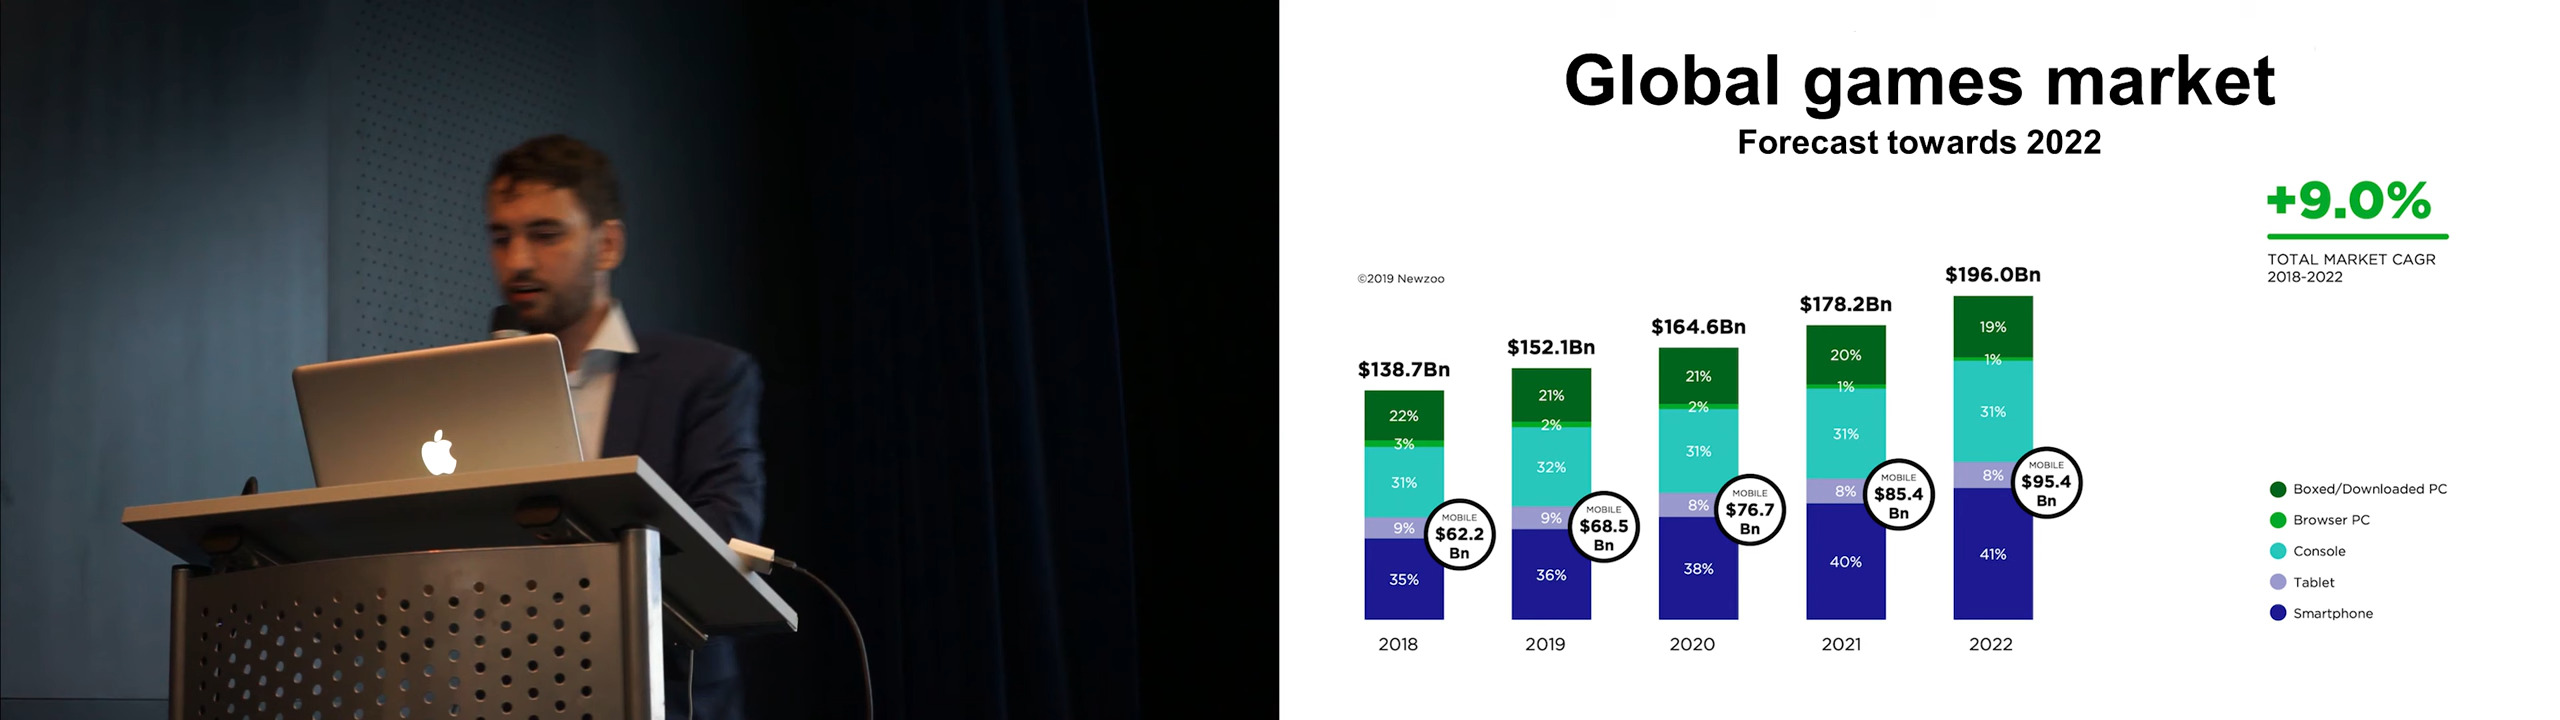 Global games market
Forecast towards 2022
+9.0%
TOTAL MARKET CAGR
2018-2022
©2019 Newzoo
$138.7Bn
22%
3%
31%
9%
35%
MOBILE
$62.2
Bn
2018
$152.1Bn
21%
2%
32%
9%
36%
MOBILE
$68.5
Bn
2019
$164.6Bn
21%
2%
31%
8%
38%
MOBILE
$76.7
Bn
2020
$178.2Bn
20%
1%
31%
8%
40%
MOBILE
$85.4
Bn
2021
$196.0Bn
19%
1%
31%
8%
41%
MOBILE
$95.4
Bn
2022
Boxed/Downloaded PC
Browser PC
Console
Tablet
Smartphone